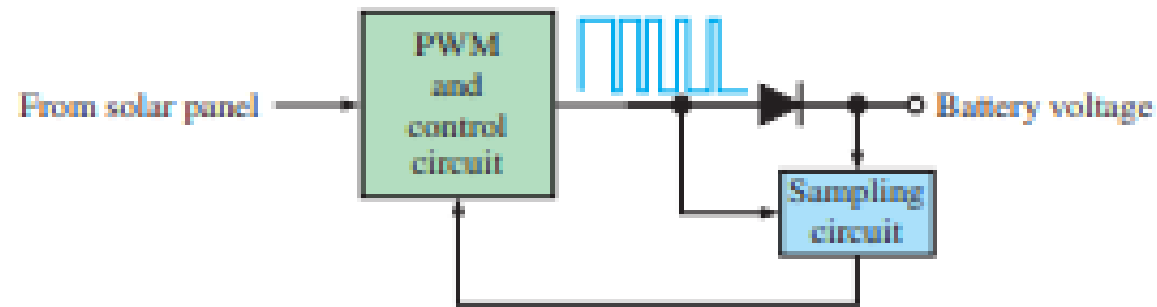 PWM
and
control
circuit
From solar panel
Battery voltage
Sampling
circuit